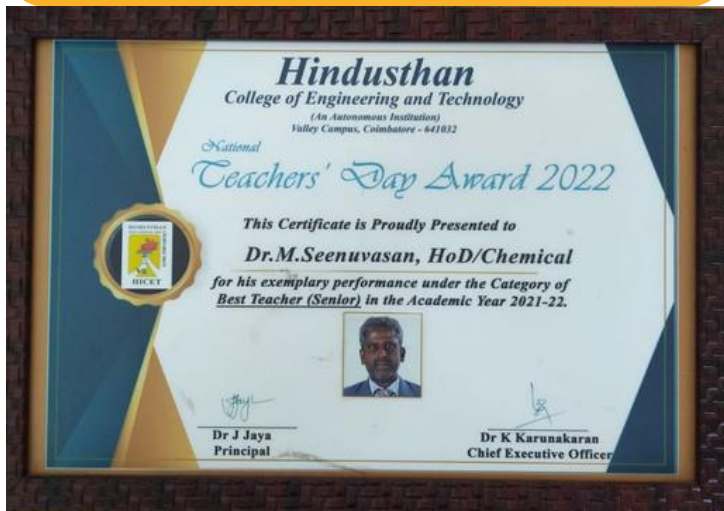 Hindusthan
College of Engineering and Technology
(An Autonomous Institution)
Valley Campus, Coimbatore - 641032
National
Teachers' Day Award 2022
This Certificate is Proudly Presented to
Dr.M.Seenuvasan, HoD/Chemical
for his exemplary performance under the Category of
Best Teacher (Senior) in the Academic Year 2021-22.
HICET
Dr J Jaya
Principal
Dr K Karunakaran
Chief Executive Officer